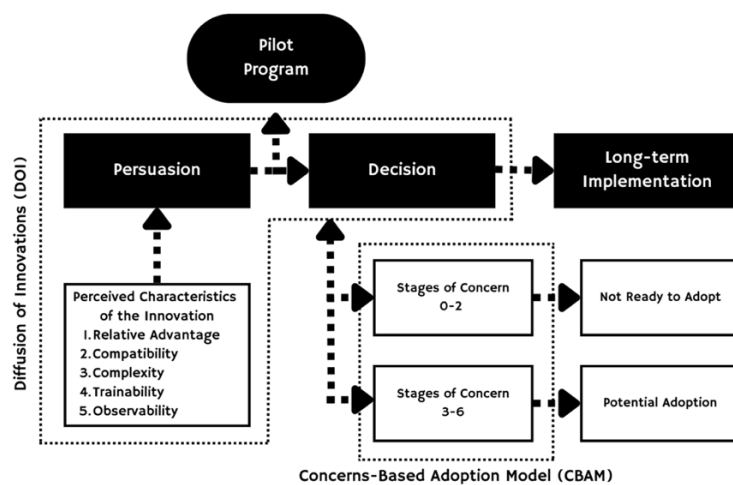 Pilot
Program
Diffusion of Innovations (DOI)
Persuasion
Decision
Long-term
Implementation
Perceived Characteristics
of the Innovation
1. Relative Advantage
2. Compatibility
3. Complexity
4. Trainability
5. Observability
Stages of Concern
0-2
Not Ready to Adopt
Stages of Concern
3-6
Potential Adoption
Concerns-Based Adoption Model (CBAM)